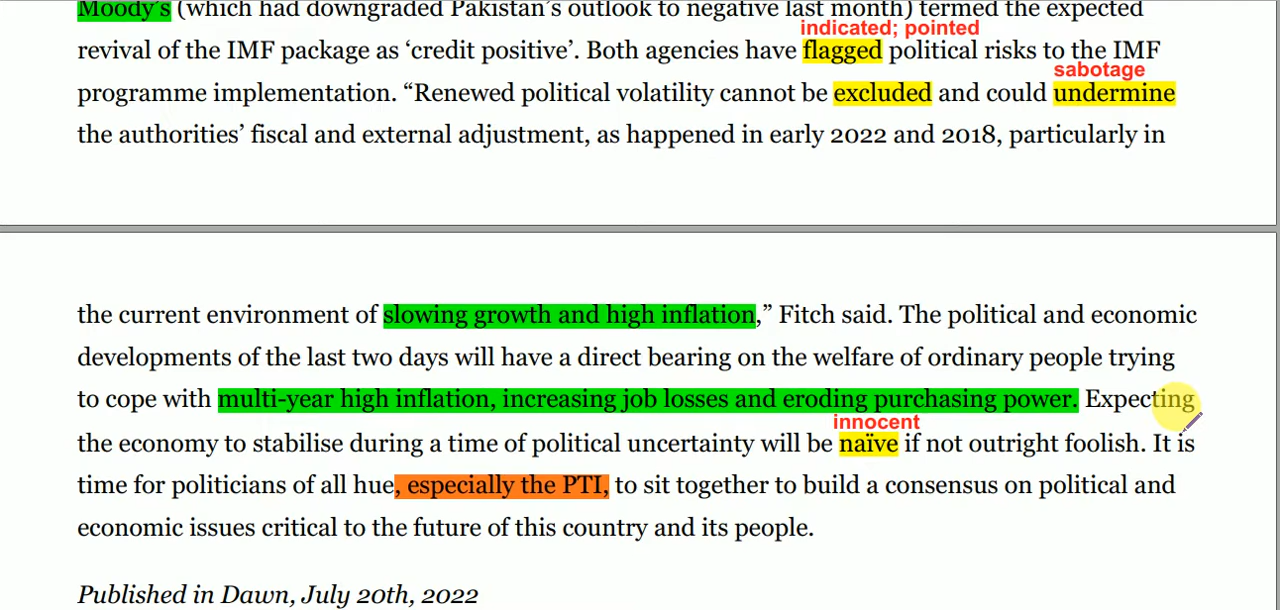 Moody's (which had downgraded Pakistan's outlook to negative last month) termed the expected
indicated; pointed
revival of the IMF package as ‘credit positive’. Both agencies have flagged political risks to the IMF
sabotage
programme implementation. “Renewed political volatility cannot be excluded and could undermine
the authorities’ fiscal and external adjustment, as happened in early 2022 and 2018, particularly in
the current environment of slowing growth and high inflation,” Fitch said. The political and economic
developments of the last two days will have a direct bearing on the welfare of ordinary people trying
to cope with multi-year high inflation, increasing job losses and eroding purchasing power. Expecting
innocent
the economy to stabilise during a time of political uncertainty will be naïve if not outright foolish. It is
time for politicians of all hue, especially the PTI, to sit together to build a consensus on political and
economic issues critical to the future of this country and its people.
Published in Dawn, July 20th, 2022